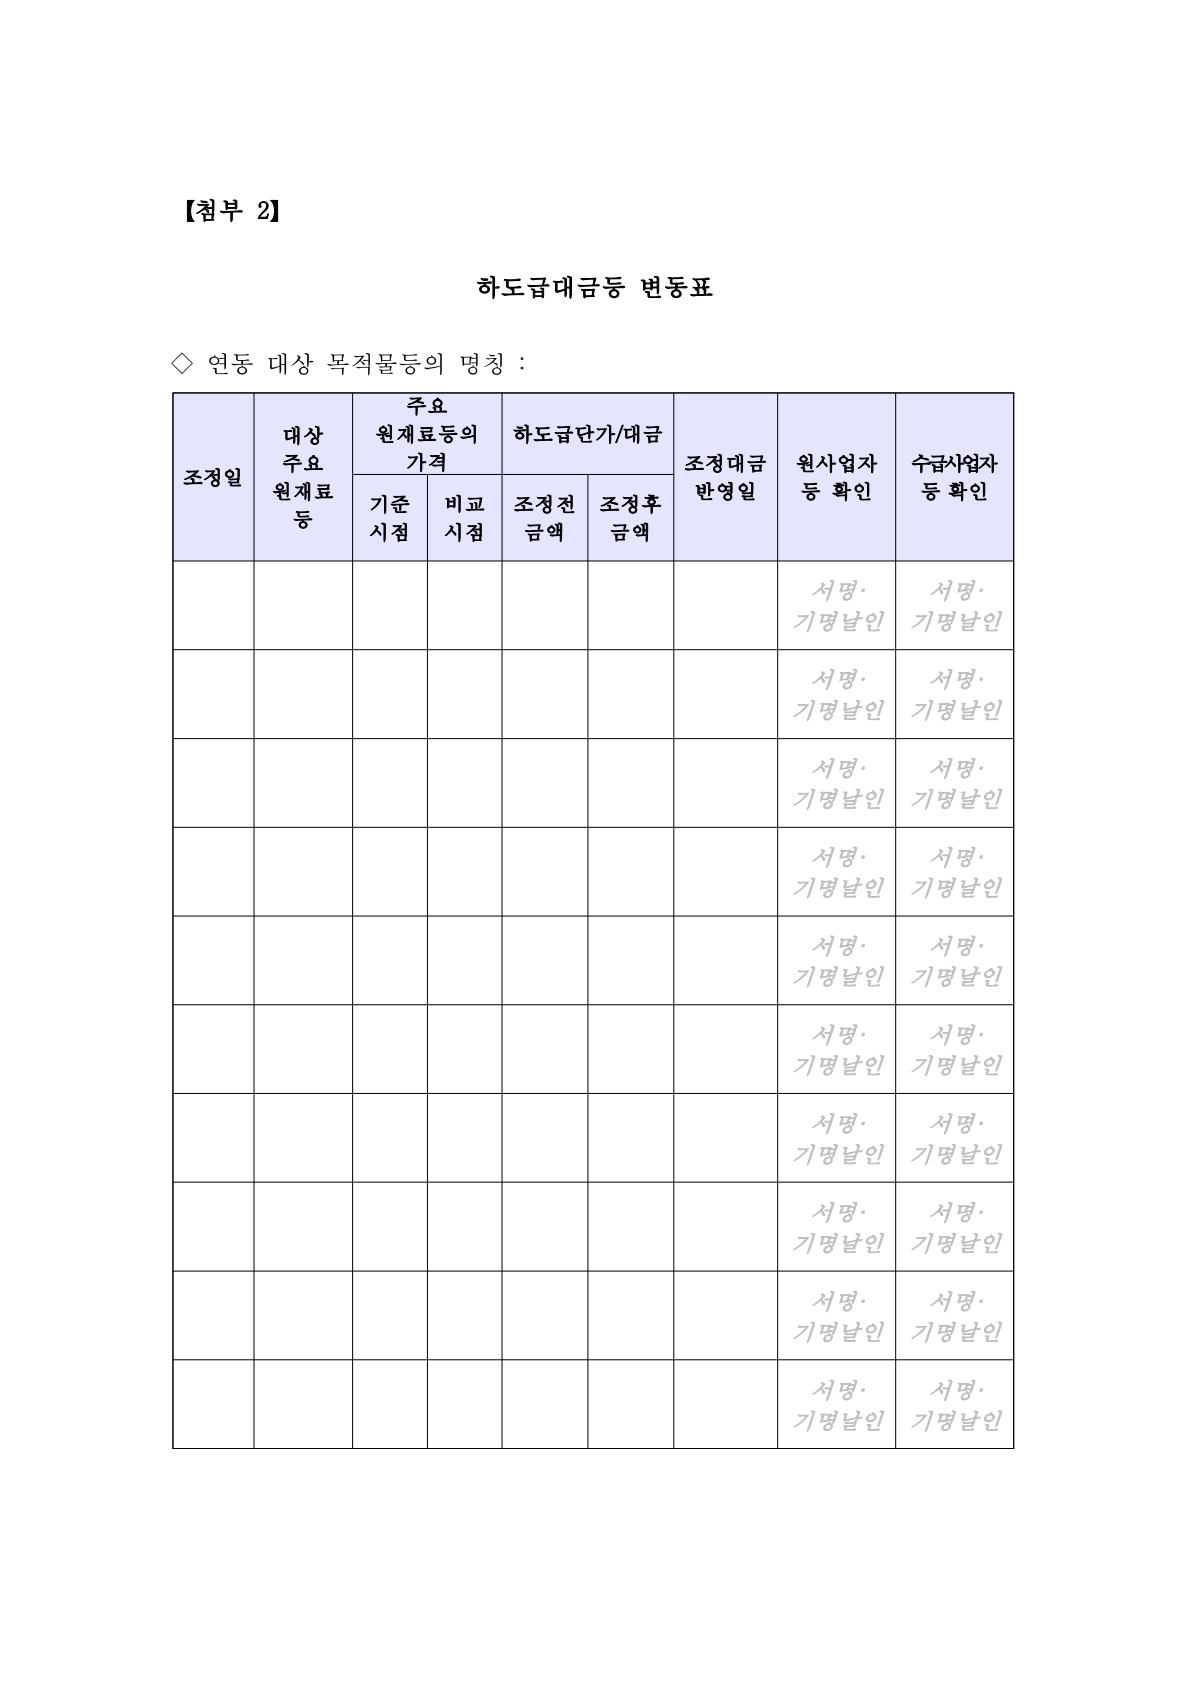 【첨부 2】
하도급대금등 변동표
◇ 연동 대상 목적물등의 명칭 :
조정일
대상
주요
원재료
등
주요
원재료등의
가격
하도급단가/대금
조정대금
반영일
원사업자
등 확인
수급사업자
등 확인
기준
시점
비교
시점
조정전
금액
조정후
금액
서명·
기명날인
서명·
기명날인
서명·
기명날인
서명·
기명날인
서명·
기명날인
서명·
기명날인
서명·
기명날인
서명·
기명날인
서명·
기명날인
서명·
기명날인
서명·
기명날인
서명·
기명날인
서명·
기명날인
서명·
기명날인
서명·
기명날인
서명·
기명날인
서명·
기명날인
서명·
기명날인
서명·
기명날인
서명·
기명날인